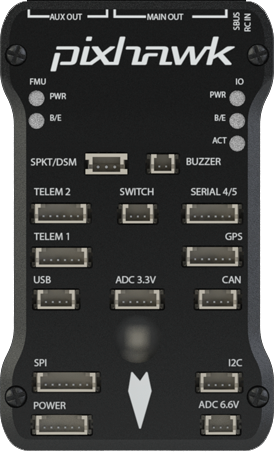 AUX OUT MAIN OUT SBUS RC IN
pixhawk
FMU IO
PWR PWR
B/E B/E
ACT
SPKT/DSM BUZZER
TELEM 2 SWITCH SERIAL 4/5
TELEM 1 GPS
USB ADC 3.3V CAN
SPI I2C
POWER ADC 6.6V